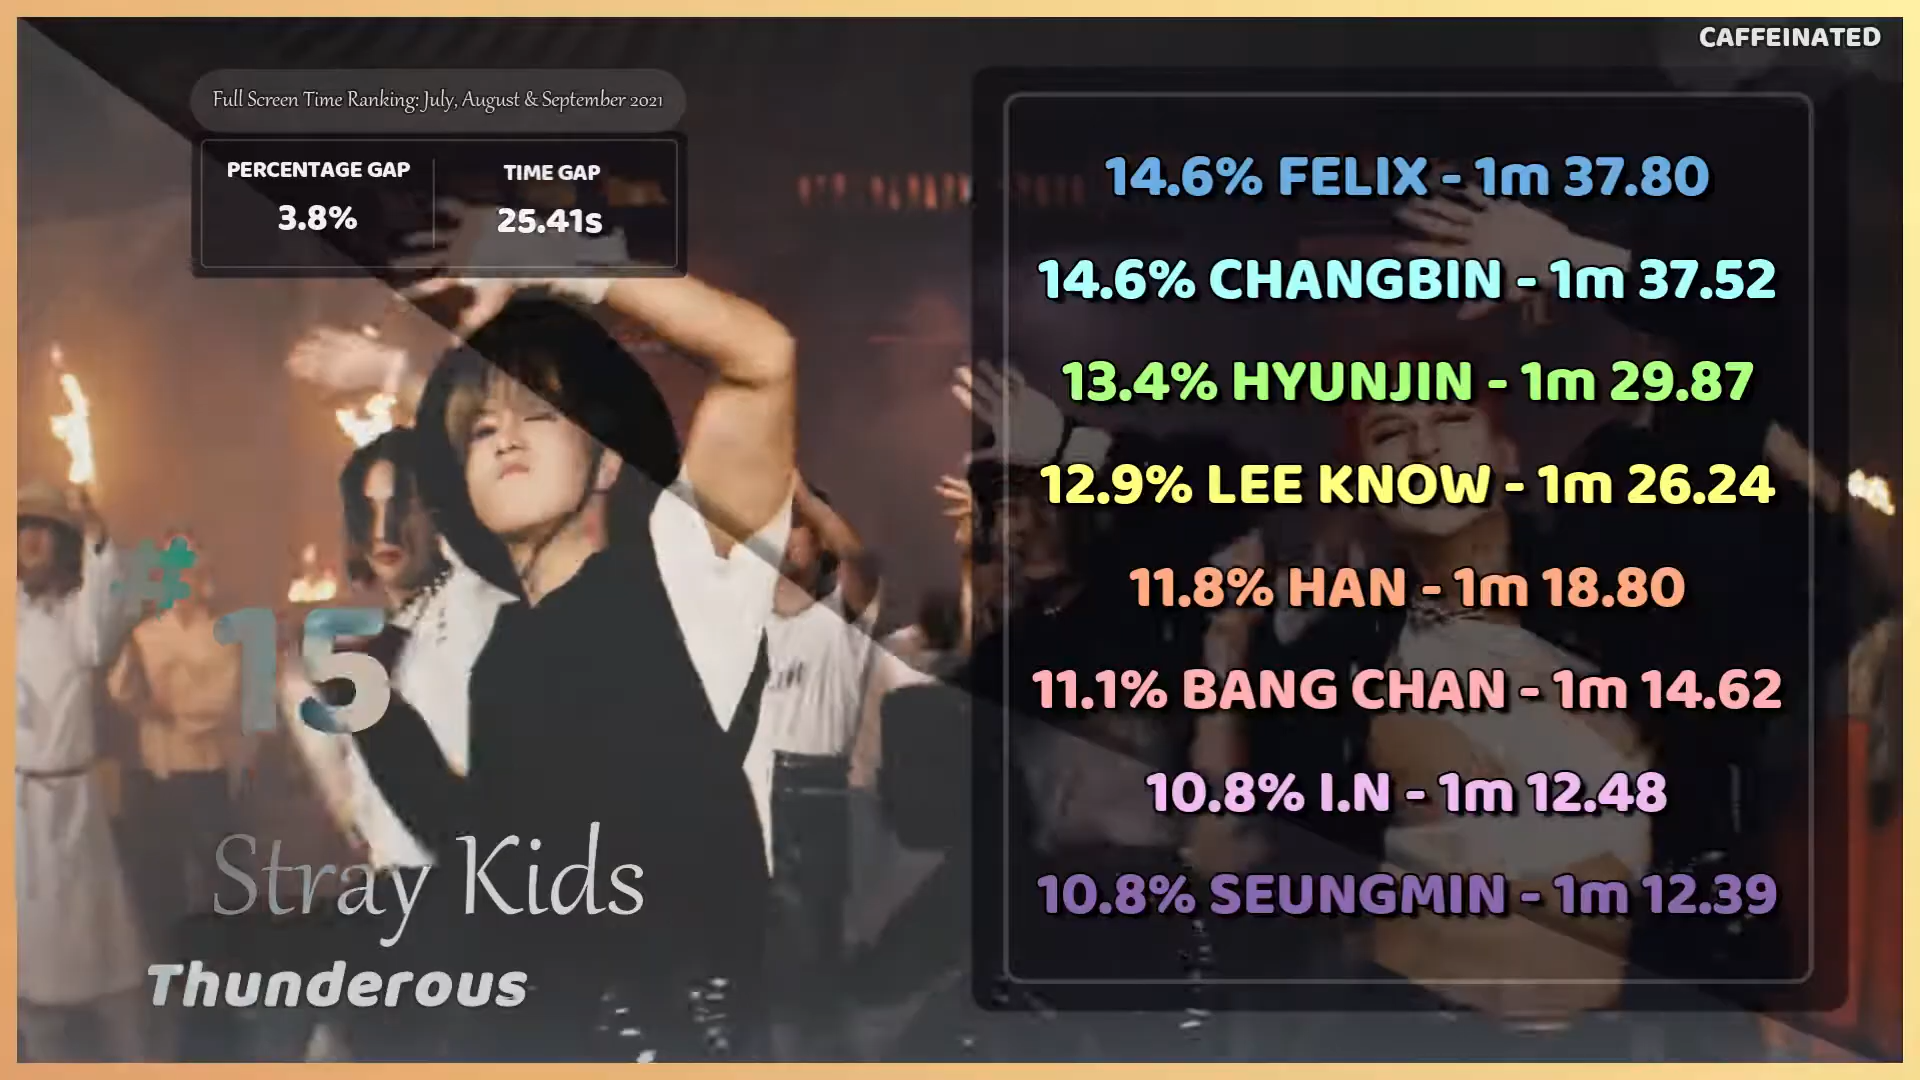 CAFFEINATED
Full Screen Time Ranking: July, August & September 2021
PERCENTAGE GAP
3.8%
TIME GAP
25.41s
14.6% FELIX - 1m 37.80
14.6% CHANGBIN - 1m 37.52
13.4% HYUNJIN - 1m 29.87
12.9% LEE KNOW - 1m 26.24
11.8% HAN - 1m 18.80
11.1% BANG CHAN - 1m 14.62
10.8% I.N - 1m 12.48
10.8% SEUNGMIN - 1m 12.39
#15
Stray Kids
Thunderous